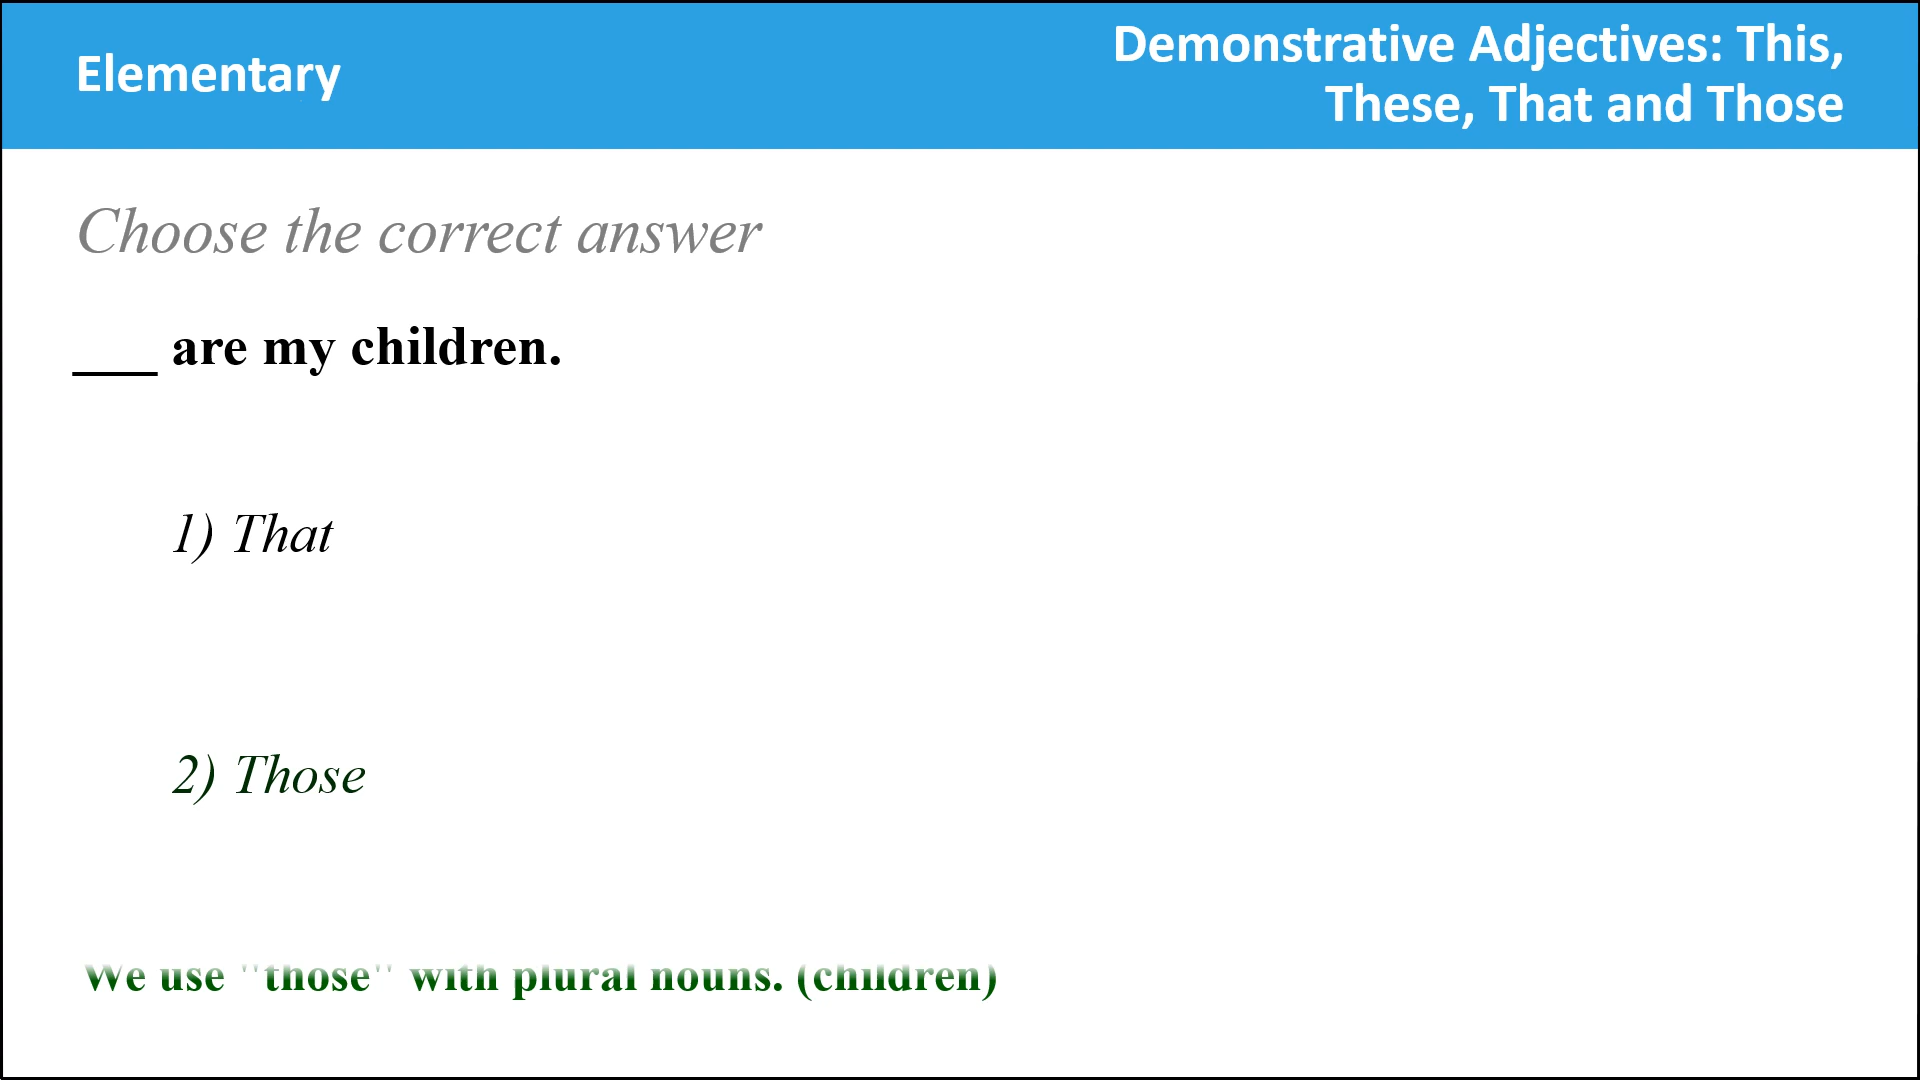 Elementary
Demonstrative Adjectives: This,
These, That and Those
Choose the correct answer
___ are my children.
1) That
2) Those
We use "those" with plural nouns. (children)